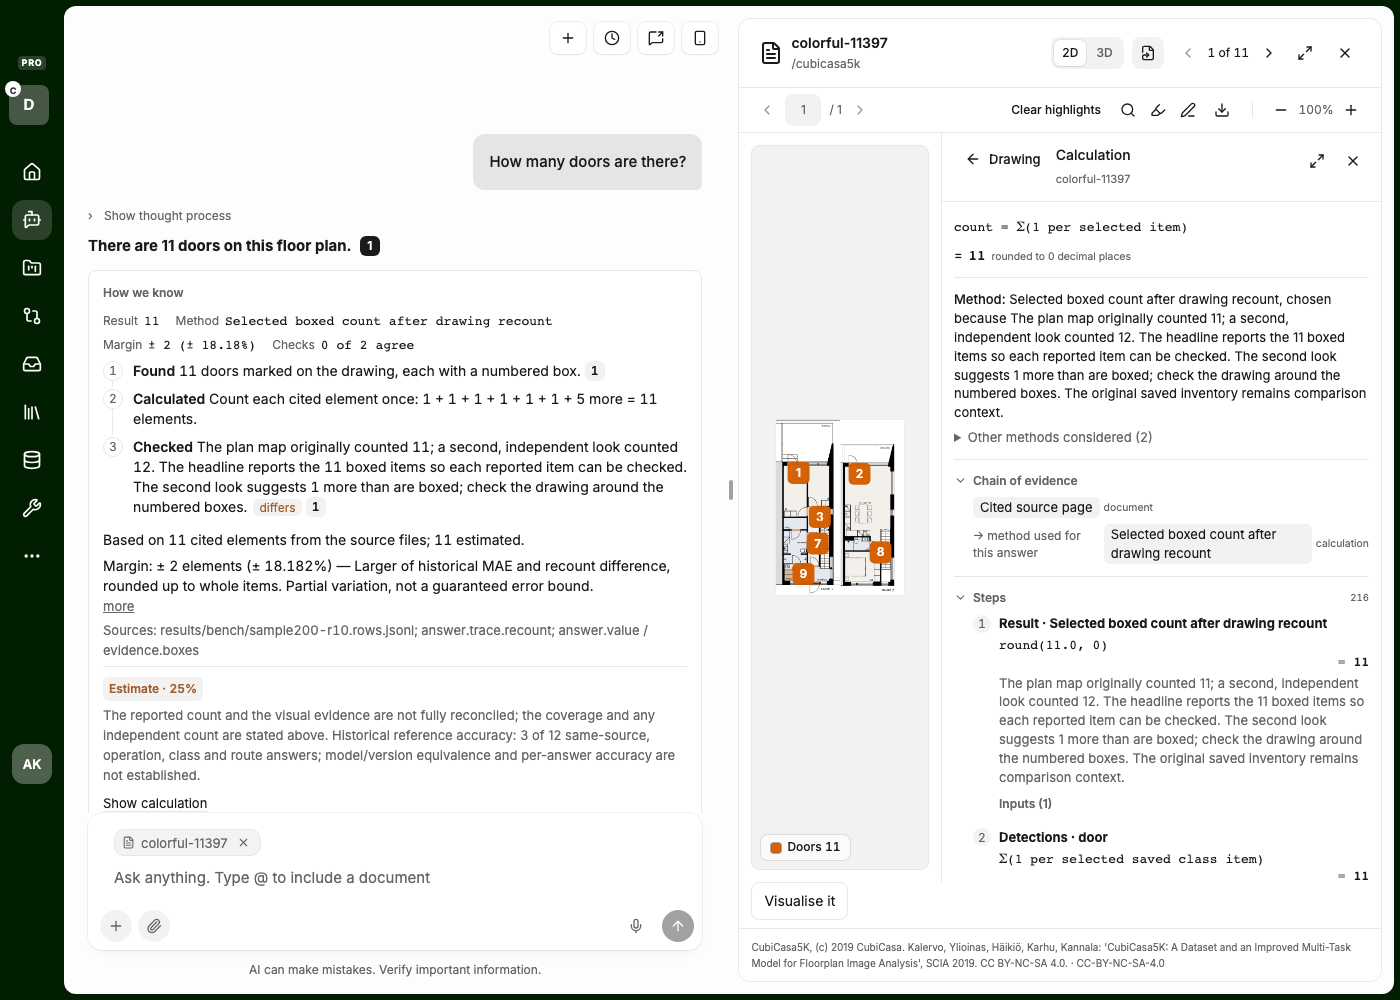 PRO
C
D
AK
How many doors are there?
Show thought process
There are 11 doors on this floor plan. 1
How we know
Result 11 Method Selected boxed count after drawing recount
Margin ± 2 (± 18.18%) Checks 0 of 2 agree
1 Found 11 doors marked on the drawing, each with a numbered box. 1
2 Calculated Count each cited element once: 1 + 1 + 1 + 1 + 1 + 1 + 5 more = 11
elements.
3 Checked The plan map originally counted 11; a second, independent look counted
12. The headline reports the 11 boxed items so each reported item can be checked.
The second look suggests 1 more than are boxed; check the drawing around the
numbered boxes. differs 1
Based on 11 cited elements from the source files; 11 estimated.
Margin: ± 2 elements (± 18.182%) — Larger of historical MAE and recount difference,
rounded up to whole items. Partial variation, not a guaranteed error bound.
more
Sources: results/bench/sample200-r10.rows.jsonl; answer.trace.recount; answer.value /
evidence.boxes
Estimate · 25%
The reported count and the visual evidence are not fully reconciled; the coverage and any
independent count are stated above. Historical reference accuracy: 3 of 12 same-source,
operation, class and route answers; model/version equivalence and per-answer accuracy are
not established.
Show calculation
colorful-11397
Ask anything. Type @ to include a document
AI can make mistakes. Verify important information.
colorful-11397
/cubicasa5k
2D 3D
1 of 11
1 / 1
Clear highlights
100%
1
2
3
7
8
9
Doors 11
Visualise it
Drawing
Calculation
colorful-11397
count = Σ(1 per selected item)
= 11 rounded to 0 decimal places
Method: Selected boxed count after drawing recount, chosen
because The plan map originally counted 11; a second,
independent look counted 12. The headline reports the 11 boxed
items so each reported item can be checked. The second look
suggests 1 more than are boxed; check the drawing around the
numbered boxes. The original saved inventory remains comparison
context.
Other methods considered (2)
Chain of evidence
Cited source page document
→ method used for
this answer
Selected boxed count after
drawing recount
calculation
Steps 216
1 Result · Selected boxed count after drawing recount
round(11.0, 0)
= 11
The plan map originally counted 11; a second, independent
look counted 12. The headline reports the 11 boxed items so
each reported item can be checked. The second look
suggests 1 more than are boxed; check the drawing around
the numbered boxes. The original saved inventory remains
comparison context.
Inputs (1)
2 Detections · door
Σ(1 per selected saved class item)
= 11
CubiCasa5K, (c) 2019 CubiCasa. Kalervo, Ylioinas, Häikiö, Karhu, Kannala: 'CubiCasa5K: A Dataset and an Improved Multi-Task
Model for Floorplan Image Analysis', SCIA 2019. CC BY-NC-SA 4.0. · CC-BY-NC-SA-4.0